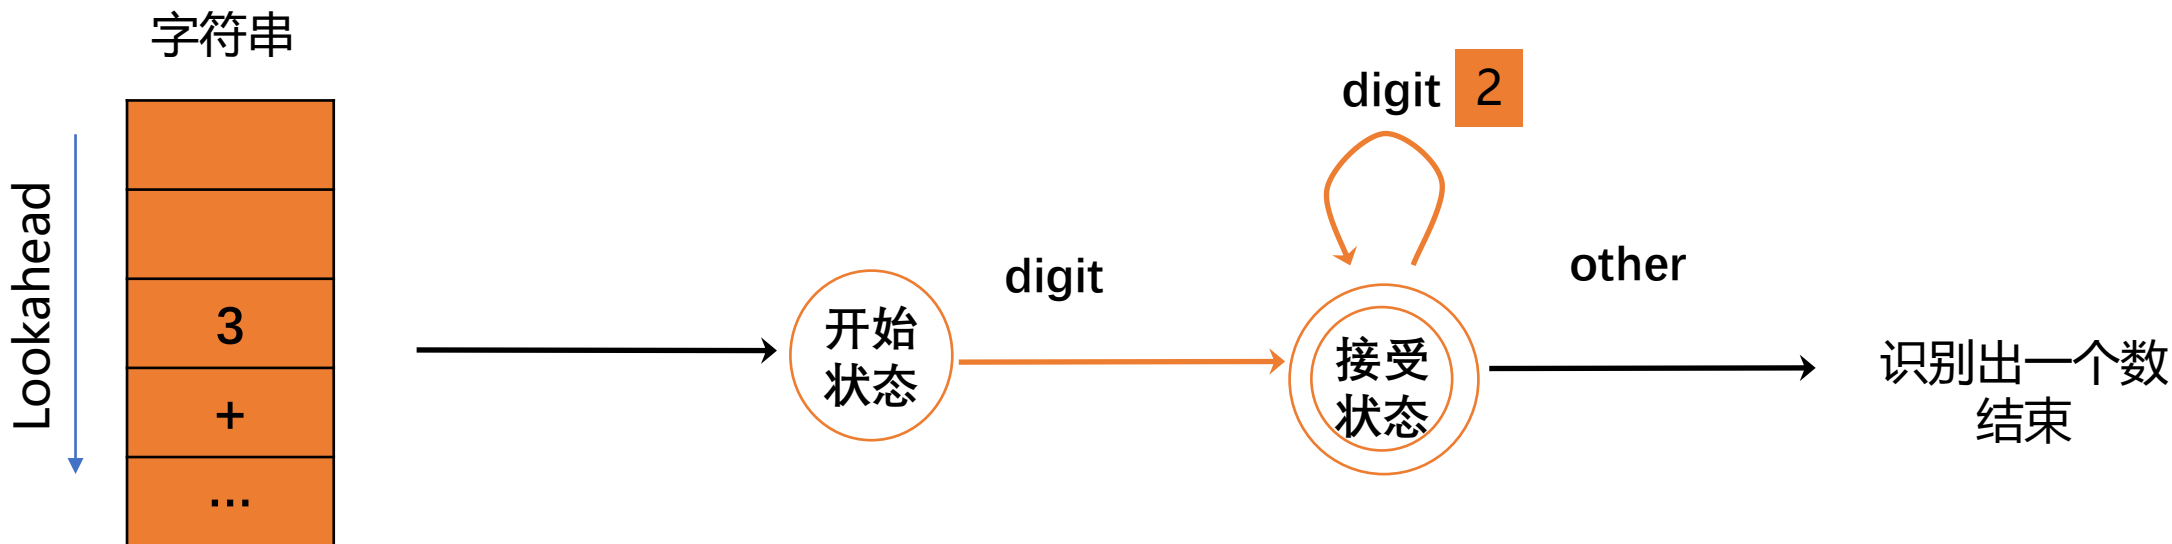 字符串
Lookahead
3
+
...
开始
状态
digit
digit 2
接受
状态
other
识别出一个数
结束